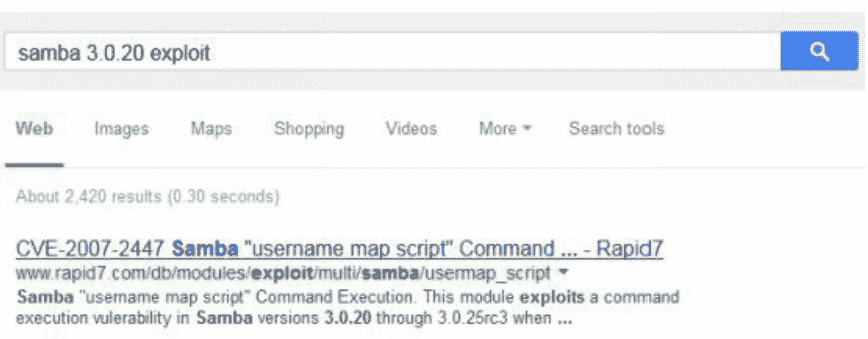 samba 3.0.20 exploit
Web Images Maps Shopping Videos More Search tools
About 2,420 results (0.30 seconds)
CVE-2007-2447 Samba "username map script" Command ... - Rapid7
www.rapid7.com/db/modules/exploit/multi/samba/usermap_script
Samba "username map script" Command Execution. This module exploits a command
execution vulerability in Samba versions 3.0.20 through 3.0.25rc3 when ...